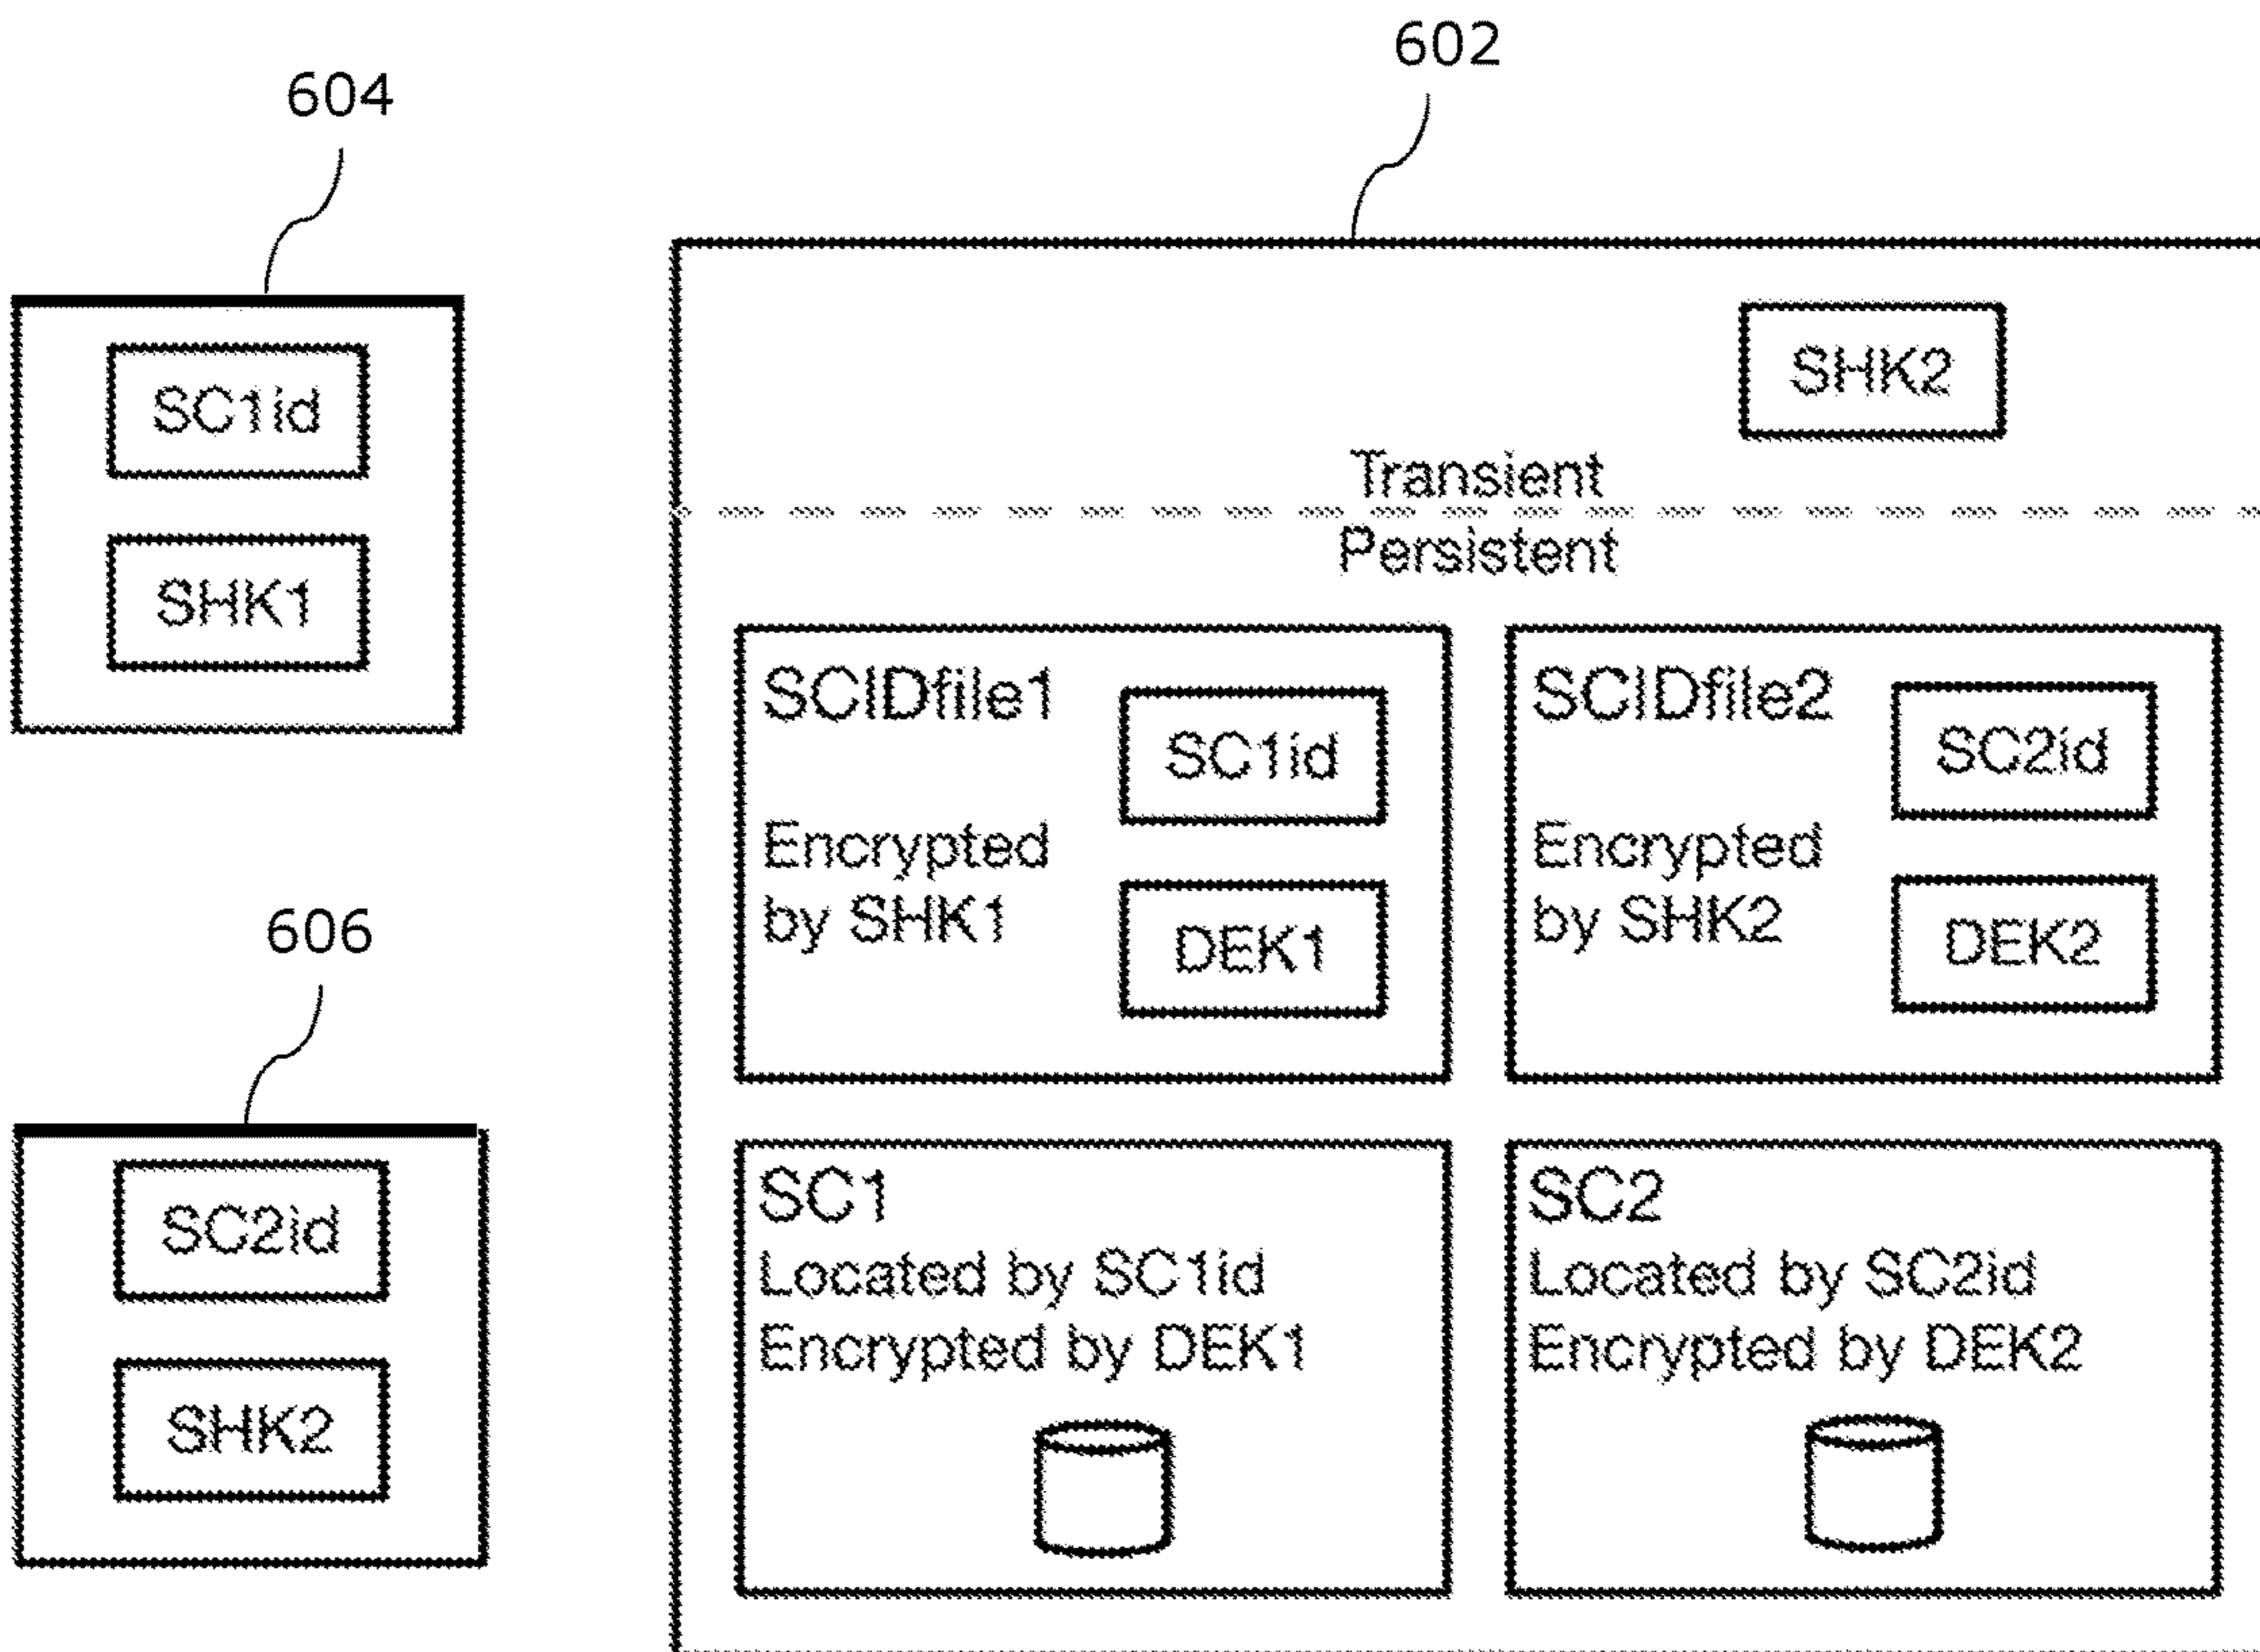 602
604
SC1id
SHK1
606
SC2id
SHK2
SHK2
Transient
Persistent
SCIDfile1
SC1id
Encrypted
by SHK1
DEK1
SCIDfile2
SC2id
Encrypted
by SHK2
DEK2
SC1
Located by SC1id
Encrypted by DEK1
SC2
Located by SC2id
Encrypted by DEK2